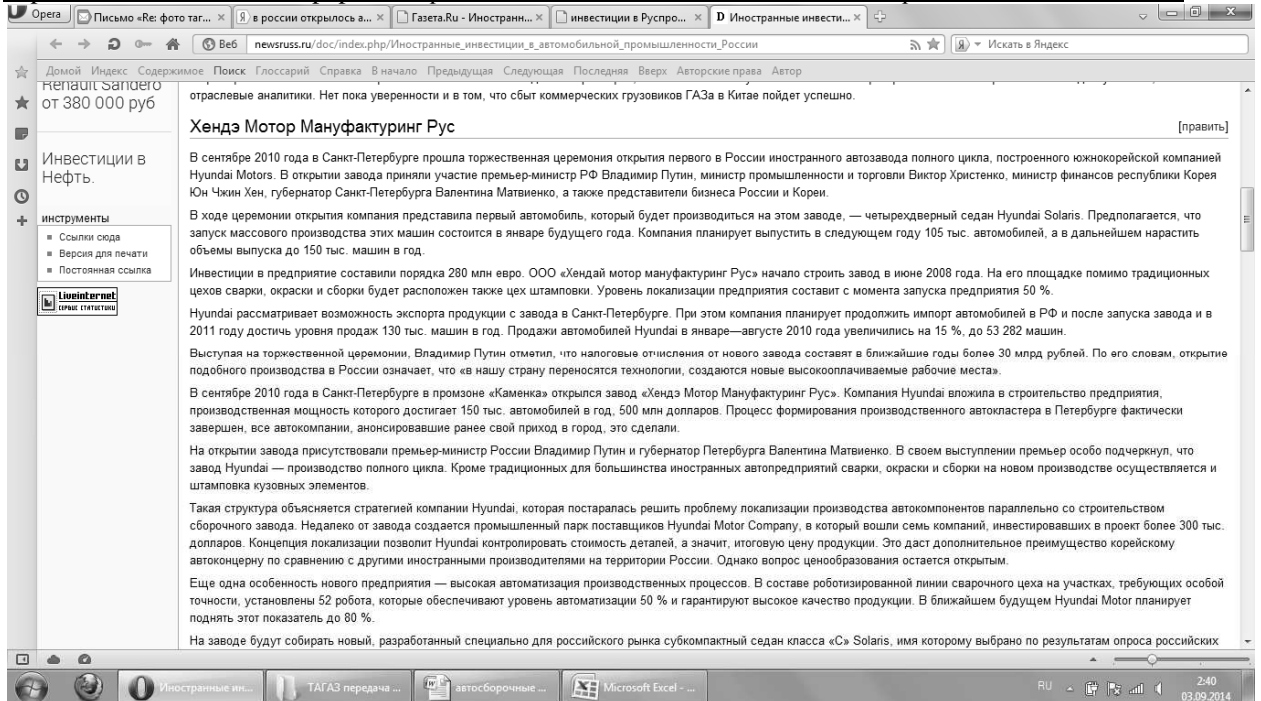 Opera
Письмо «Re: фото таг...
в россии открылось а...
Газета.Ru - Иностранн...
инвестиции в Руспро...
D Иностранные инвести...
Веб
newsruss.ru/doc/index.php/Иностранные_инвестиции_в_автомобильной_промышленности_России
Искать в Яндекс
Домой Индекс Содержимое Поиск Глоссарий Справка В начало Предыдущая Следующая Последняя Вверх Авторские права Автор
Renault Sandero
от 380 000 руб
Инвестиции в
Нефть.
инструменты
Ссылки сюда
Версия для печати
Постоянная ссылка
Liveinternet
отраслевые аналитики. Нет пока уверенности и в том, что сбыт коммерческих грузовиков ГАЗа в Китае пойдет успешно.
Хендэ Мотор Мануфактуринг Рус
[править]
В сентябре 2010 года в Санкт-Петербурге прошла торжественная церемония открытия первого в России иностранного автозавода полного цикла, построенного южнокорейской компанией
Hyundai Motors. В открытии завода приняли участие премьер-министр РФ Владимир Путин, министр промышленности и торговли Виктор Христенко, министр финансов республики Корея
Юн Чжин Хен, губернатор Санкт-Петербурга Валентина Матвиенко, а также представители бизнеса России и Кореи.
В ходе церемонии открытия компания представила первый автомобиль, который будет производиться на этом заводе, — четырехдверный седан Hyundai Solaris. Предполагается, что
запуск массового производства этих машин состоится в январе будущего года. Компания планирует выпустить в следующем году 105 тыс. автомобилей, а в дальнейшем нарастить
объемы выпуска до 150 тыс. машин в год.
Инвестиции в предприятие составили порядка 280 млн евро. ООО «Хендай мотор мануфактуринг Рус» начало строить завод в июне 2008 года. На его площадке помимо традиционных
цехов сварки, окраски и сборки будет расположен также цех штамповки. Уровень локализации предприятия составит с момента запуска предприятия 50 %.
Hyundai рассматривает возможность экспорта продукции с завода в Санкт-Петербурге. При этом компания планирует продолжить импорт автомобилей в РФ и после запуска завода и в
2011 году достичь уровня продаж 130 тыс. машин в год. Продажи автомобилей Hyundai в январе—августе 2010 года увеличились на 15 %, до 53 282 машин.
Выступая на торжественной церемонии, Владимир Путин отметил, что налоговые отчисления от нового завода составят в ближайшие годы более 30 млрд рублей. По его словам, открытие
подобного производства в России означает, что «в нашу страну переносятся технологии, создаются новые высокооплачиваемые рабочие места».
В сентябре 2010 года в Санкт-Петербурге в промзоне «Каменка» открылся завод «Хендэ Мотор Мануфактуринг Рус». Компания Hyundai вложила в строительство предприятия,
производственная мощность которого достигает 150 тыс. автомобилей в год, 500 млн долларов. Процесс формирования производственного автокластера в Петербурге фактически
завершен, все автокомпании, анонсировавшие ранее свой приход в город, это сделали.
На открытии завода присутствовали премьер-министр России Владимир Путин и губернатор Петербурга Валентина Матвиенко. В своем выступлении премьер особо подчеркнул, что
завод Hyundai — производство полного цикла. Кроме традиционных для большинства иностранных автопредприятий сварки, окраски и сборки на новом производстве осуществляется и
штамповка кузовных элементов.
Такая структура объясняется стратегией компании Hyundai, которая постаралась решить проблему локализации производства автокомпонентов параллельно со строительством
сборочного завода. Недалеко от завода создается промышленный парк поставщиков Hyundai Motor Company, в который вошли семь компаний, инвестировавших в проект более 300 тыс.
долларов. Концепция локализации позволит Hyundai контролировать стоимость деталей, а значит, итоговую цену продукции. Это даст дополнительное преимущество корейскому
автоконцерну по сравнению с другими иностранными производителями на территории России. Однако вопрос ценообразования остается открытым.
Еще одна особенность нового предприятия — высокая автоматизация производственных процессов. В составе роботизированной линии сварочного цеха на участках, требующих особой
точности, установлены 52 робота, которые обеспечивают уровень автоматизации 50 % и гарантируют высокое качество продукции. В ближайшем будущем Hyundai Motor планирует
поднять этот показатель до 80 %.
На заводе будут собирать новый, разработанный специально для российского рынка субкомпактный седан класса «С» Solaris, имя которому выбрано по результатам опроса российских
Иностранные ин...
ТАГАЗ передача ...
автосборочные ...
Microsoft Excel - ...
RU
2:40
03.09.2014